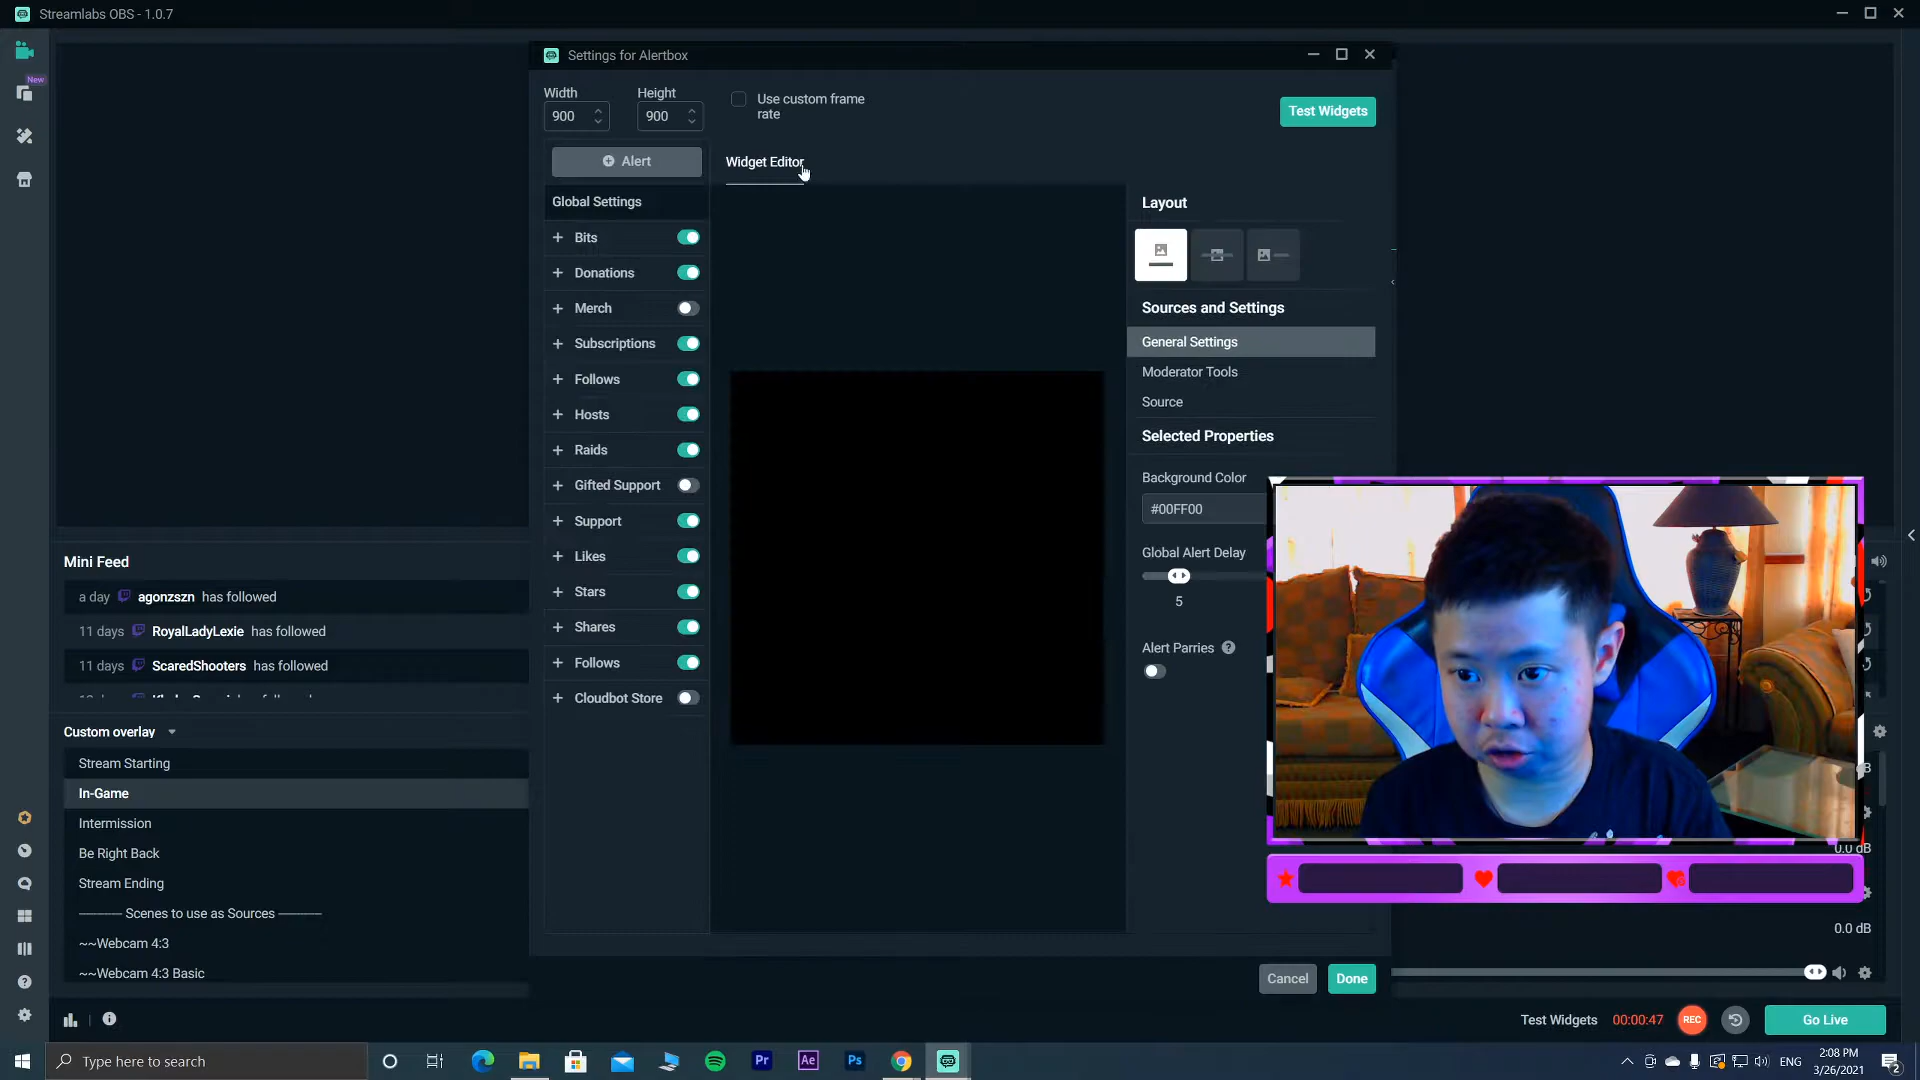 Streamlabs OBS - 1.0.7
New
Settings for Alertbox
Width
Height
900
900
Use custom frame
rate
Test Widgets
Alert
Widget Editor
Global Settings
Bits
Donations
Merch
Subscriptions
Follows
Hosts
Raids
Gifted Support
Support
Likes
Stars
Shares
Follows
Cloudbot Store
Layout
Sources and Settings
General Settings
Moderator Tools
Source
Selected Properties
Background Color
#00FF00
Global Alert Delay
5
Alert Parries
Mini Feed
a day agonzszn has followed
11 days RoyalLadyLexie has followed
11 days ScaredShooters has followed
Custom overlay
Stream Starting
In-Game
Intermission
Be Right Back
Stream Ending
------------ Scenes to use as Sources ------------
~~Webcam 4:3
~~Webcam 4:3 Basic
0.0 dB
0.0 dB
Cancel
Done
Test Widgets
00:00:47
REC
Go Live
Type here to search
Pr
Ae
Ps
ENG
2:08 PM
3/26/2021
2